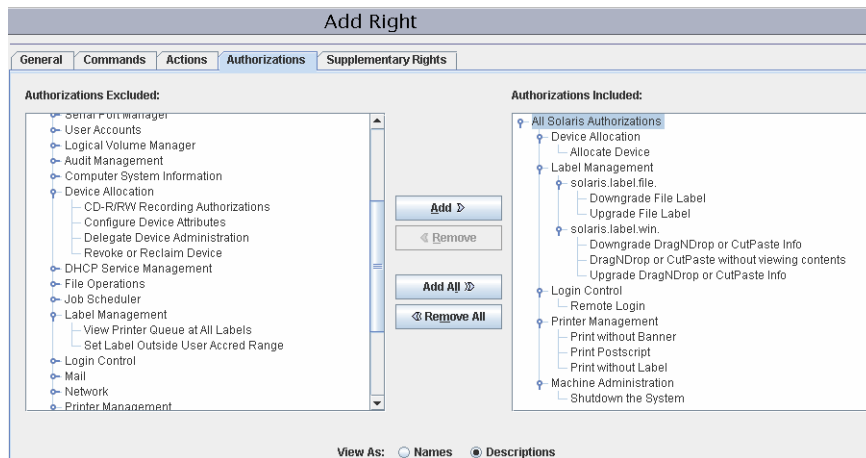 Add Right
General
Commands
Actions
Authorizations
Supplementary Rights
Authorizations Excluded:
Serial Port Manager
User Accounts
Logical Volume Manager
Audit Management
Computer System Information
Device Allocation
CD-R/RW Recording Authorizations
Configure Device Attributes
Delegate Device Administration
Revoke or Reclaim Device
DHCP Service Management
File Operations
Job Scheduler
Label Management
View Printer Queue at All Labels
Set Label Outside User Accred Range
Login Control
Mail
Network
Printer Management
Add
Remove
Add All
Remove All
Authorizations Included:
All Solaris Authorizations
Device Allocation
Allocate Device
Label Management
solaris.label.file.
Downgrade File Label
Upgrade File Label
solaris.label.win.
Downgrade DragNDrop or CutPaste Info
DragNDrop or CutPaste without viewing contents
Upgrade DragNDrop or CutPaste Info
Login Control
Remote Login
Printer Management
Print without Banner
Print Postscript
Print without Label
Machine Administration
Shutdown the System
View As: Names Descriptions